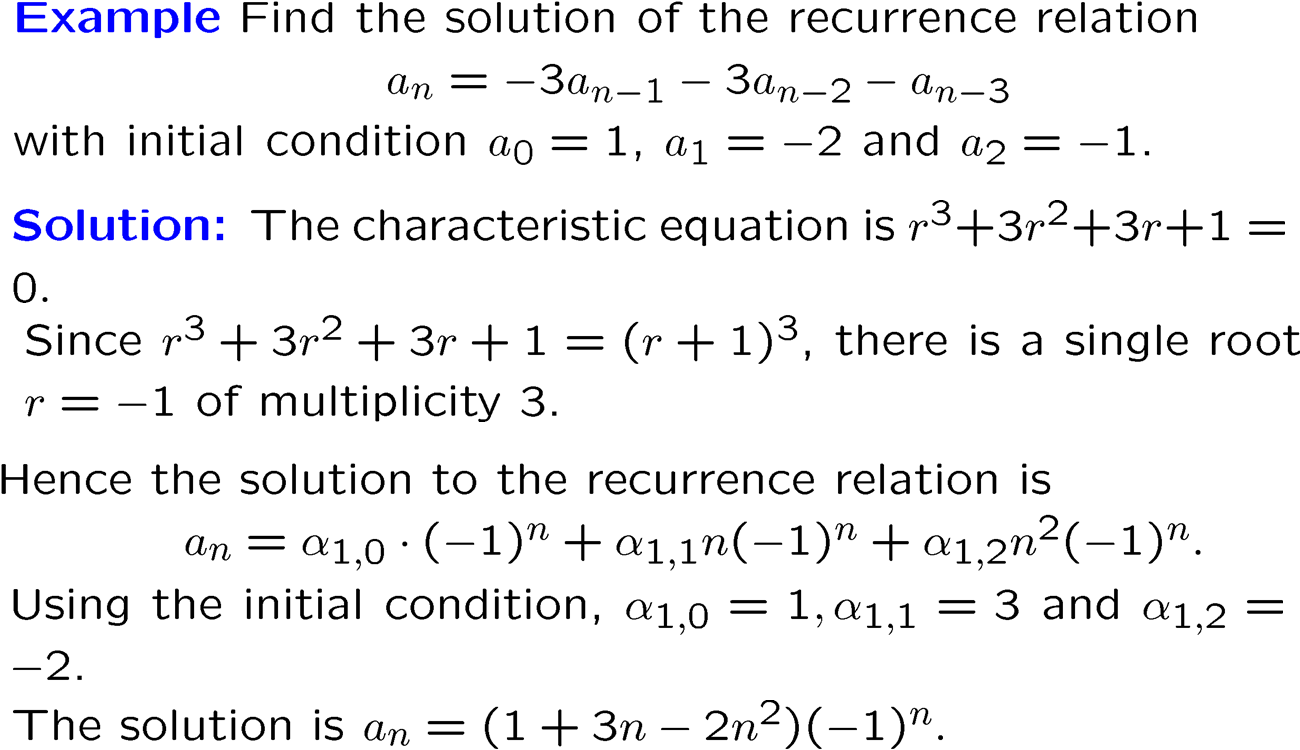 Example Find the solution of the recurrence relation
$a_n = -3a_{n-1} - 3a_{n-2} - a_{n-3}$
with initial condition $a_0 = 1$, $a_1 = -2$ and $a_2 = -1$.
Solution: The characteristic equation is $r^3+3r^2+3r+1 =$
0.
Since $r^3 + 3r^2 + 3r + 1 = (r + 1)^3$, there is a single root
$r = -1$ of multiplicity 3.
Hence the solution to the recurrence relation is
$a_n = \alpha_{1,0} \cdot (-1)^n + \alpha_{1,1}n(-1)^n + \alpha_{1,2}n^2(-1)^n$.
Using the initial condition, $\alpha_{1,0} = 1, \alpha_{1,1} = 3$ and $\alpha_{1,2} =$
$-2$.
The solution is $a_n = (1 + 3n - 2n^2)(-1)^n$.